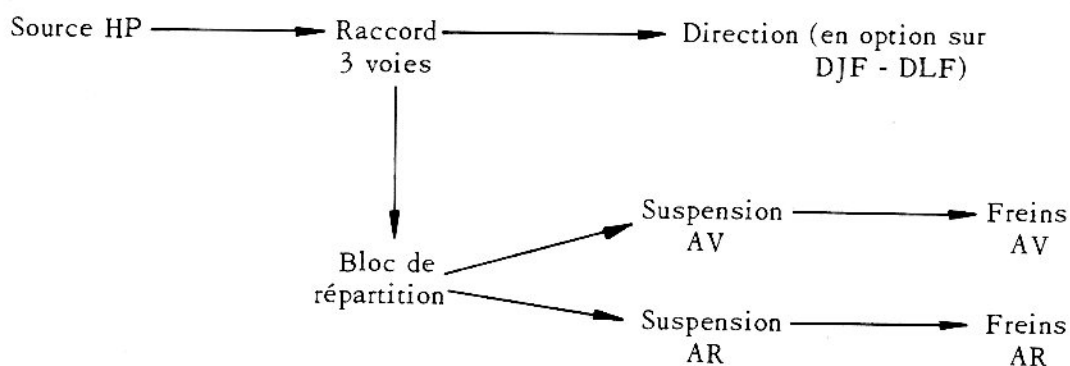 Source HP
Raccord
3 voies
Direction (en option sur
DJF - DLF)
Bloc de
répartition
Suspension
AV
Freins
AV
Suspension
AR
Freins
AR